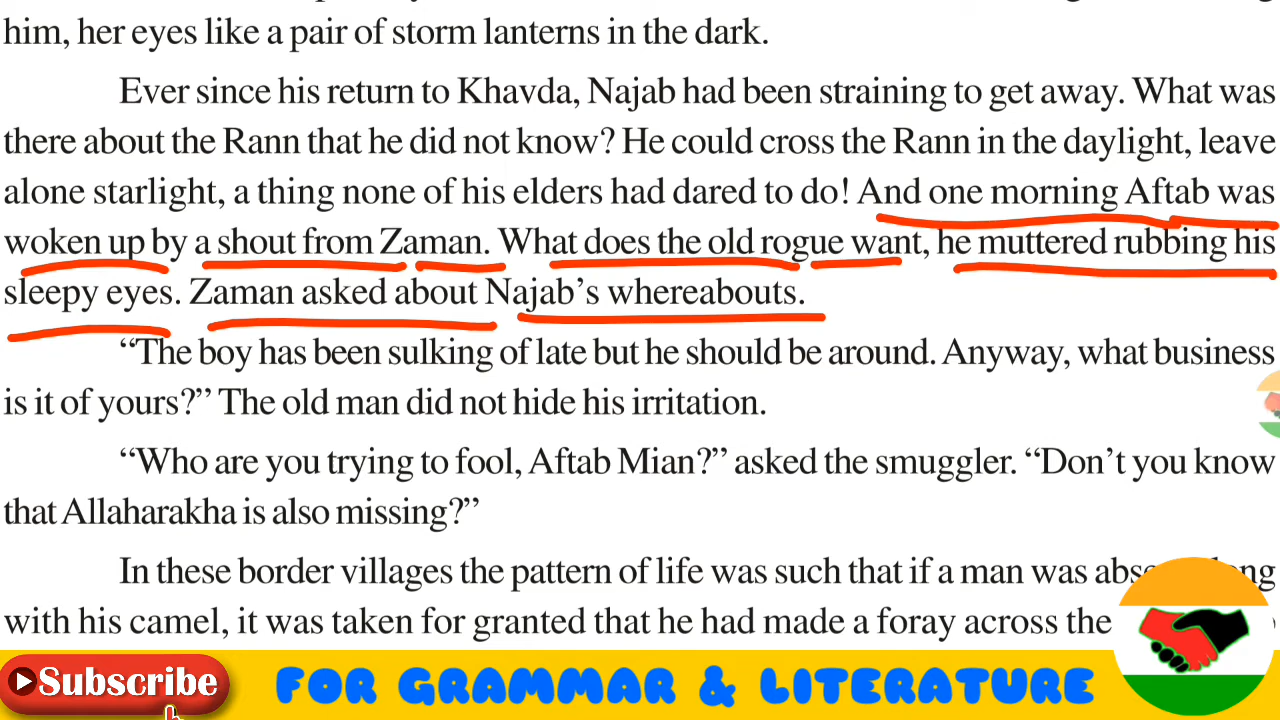 him, her eyes like a pair of storm lanterns in the dark.
Ever since his return to Khavda, Najab had been straining to get away. What was
there about the Rann that he did not know? He could cross the Rann in the daylight, leave
alone starlight, a thing none of his elders had dared to do! And one morning Aftab was
woken up by a shout from Zaman. What does the old rogue want, he muttered rubbing his
sleepy eyes. Zaman asked about Najab's whereabouts.
“The boy has been sulking of late but he should be around. Anyway, what business
is it of yours?” The old man did not hide his irritation.
“Who are you trying to fool, Aftab Mian?” asked the smuggler. “Don't you know
that Allaharakha is also missing?”
In these border villages the pattern of life was such that if a man was
with his camel, it was taken for granted that he had made a foray across the
Subscribe
FOR GRAMMAR & LITERATURE